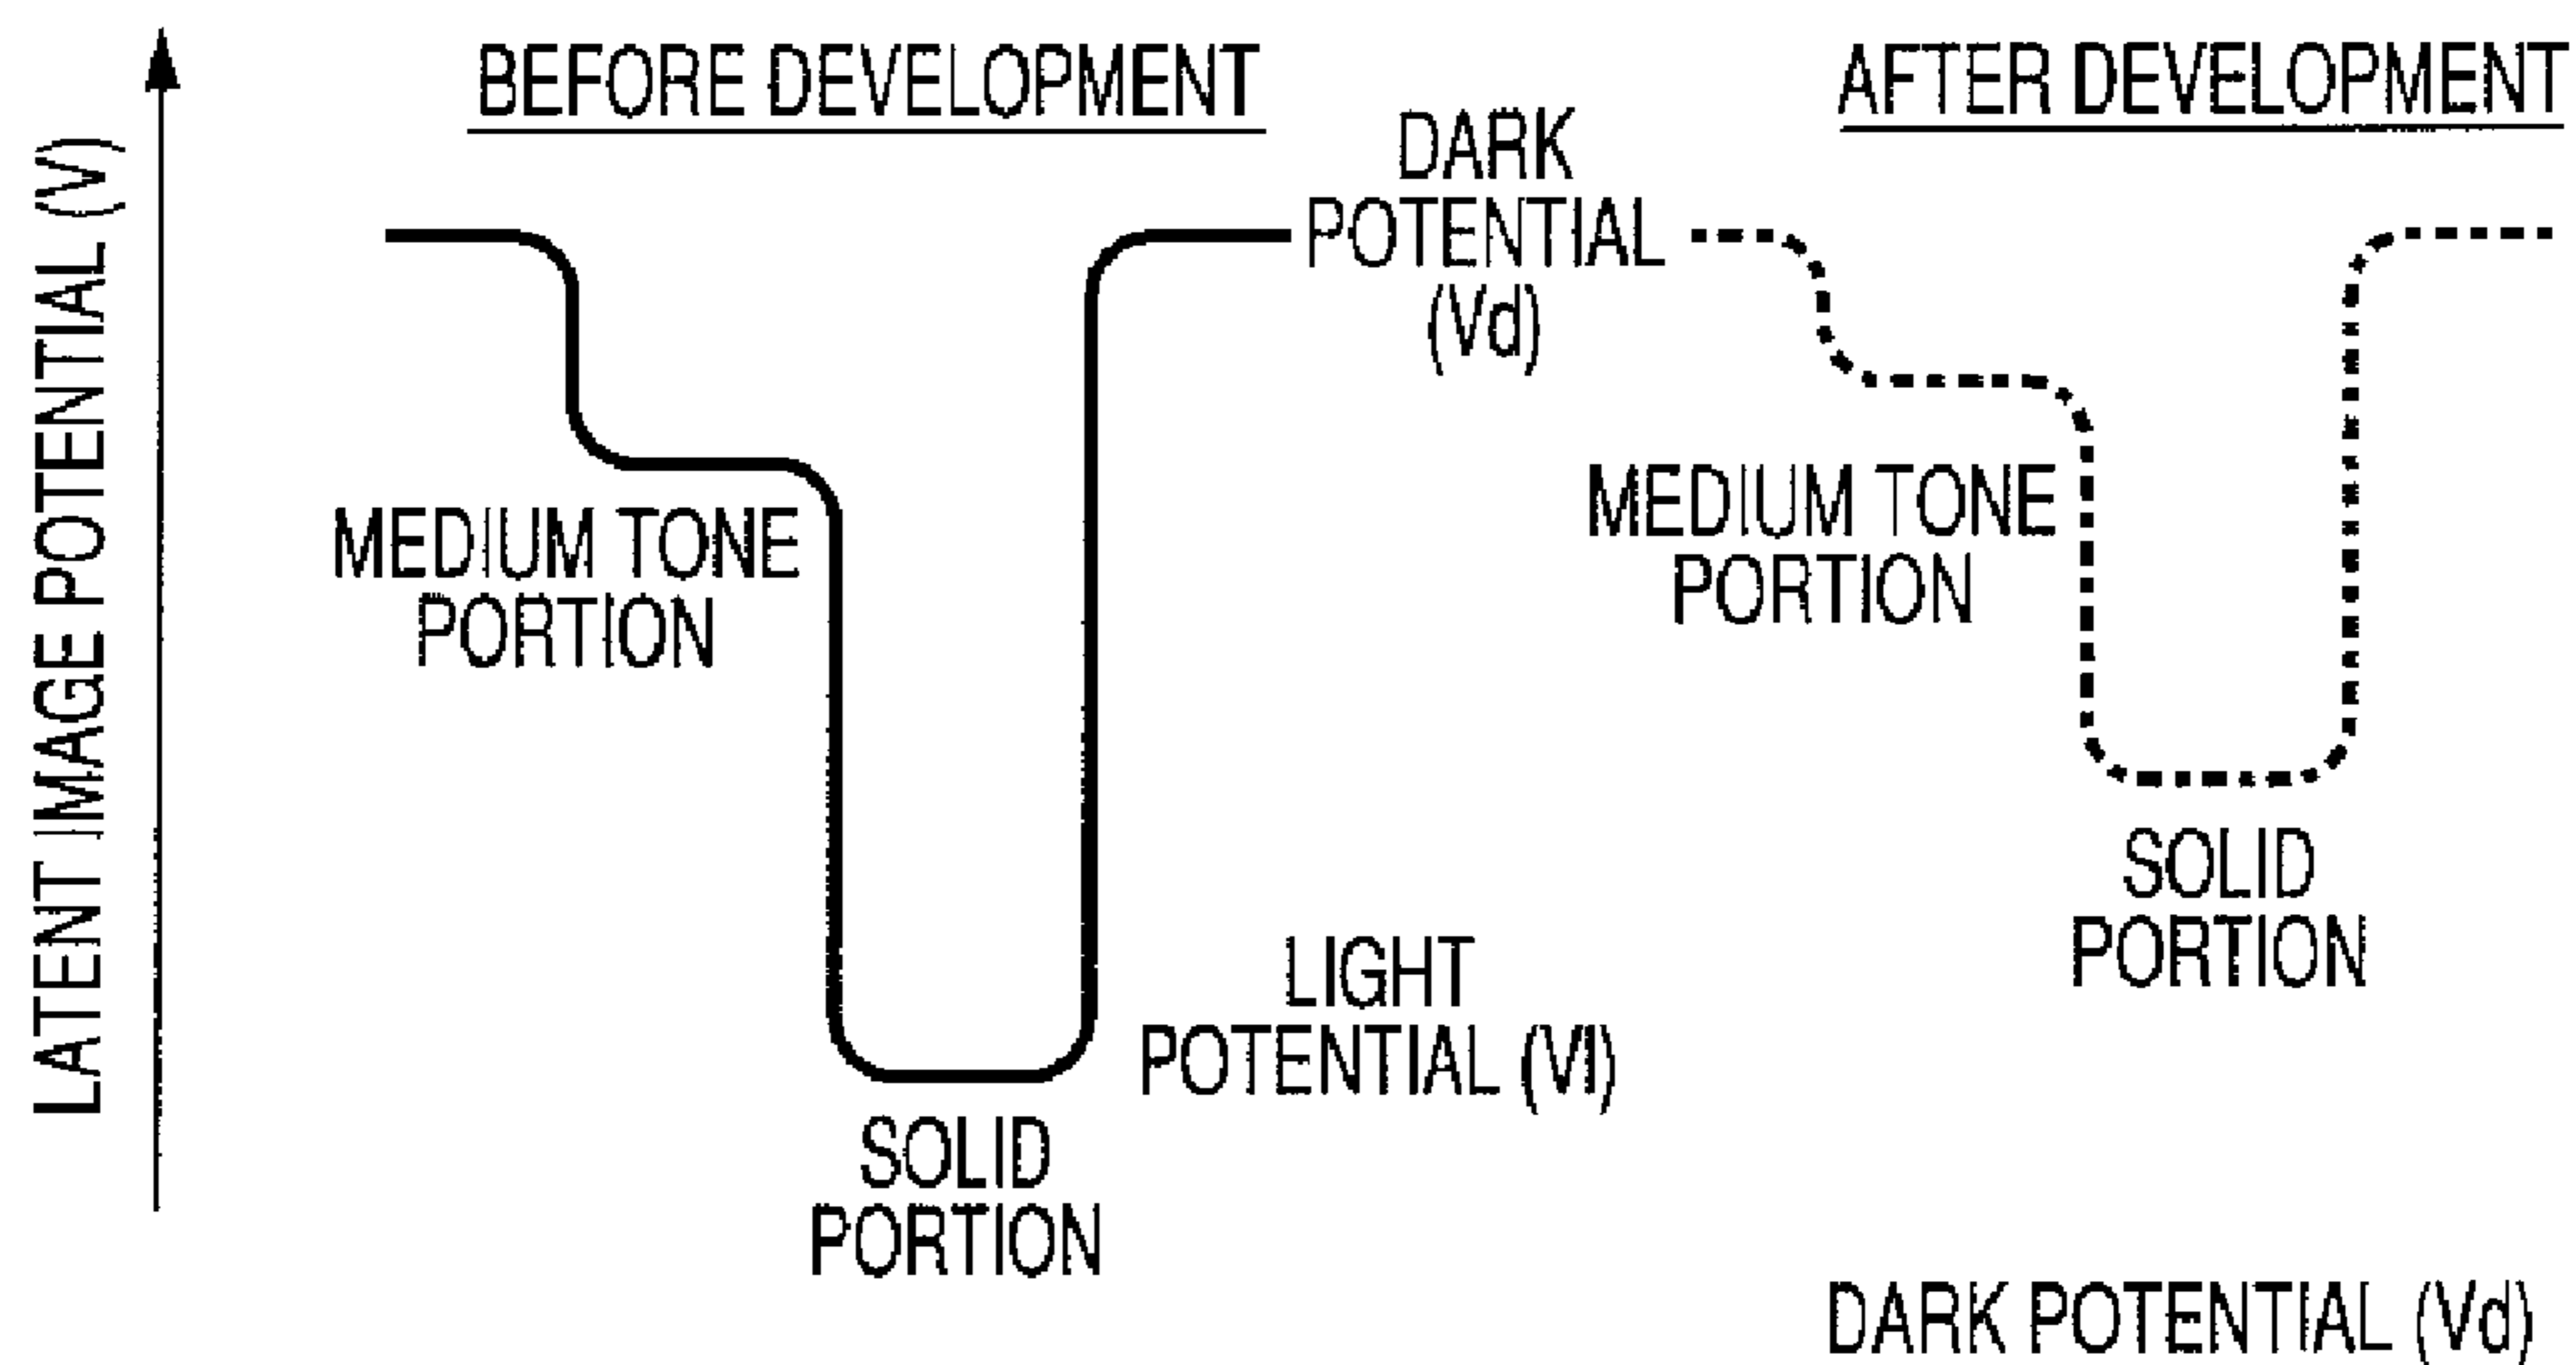 LATENT IMAGE POTENTIAL (V)
BEFORE DEVELOPMENT
AFTER DEVELOPMENT
DARK
POTENTIAL
(Vd)
MEDIUM TONE
PORTION
MEDIUM TONE
PORTION
SOLID
PORTION
LIGHT
POTENTIAL (Vl)
SOLID
PORTION
DARK POTENTIAL (Vd)